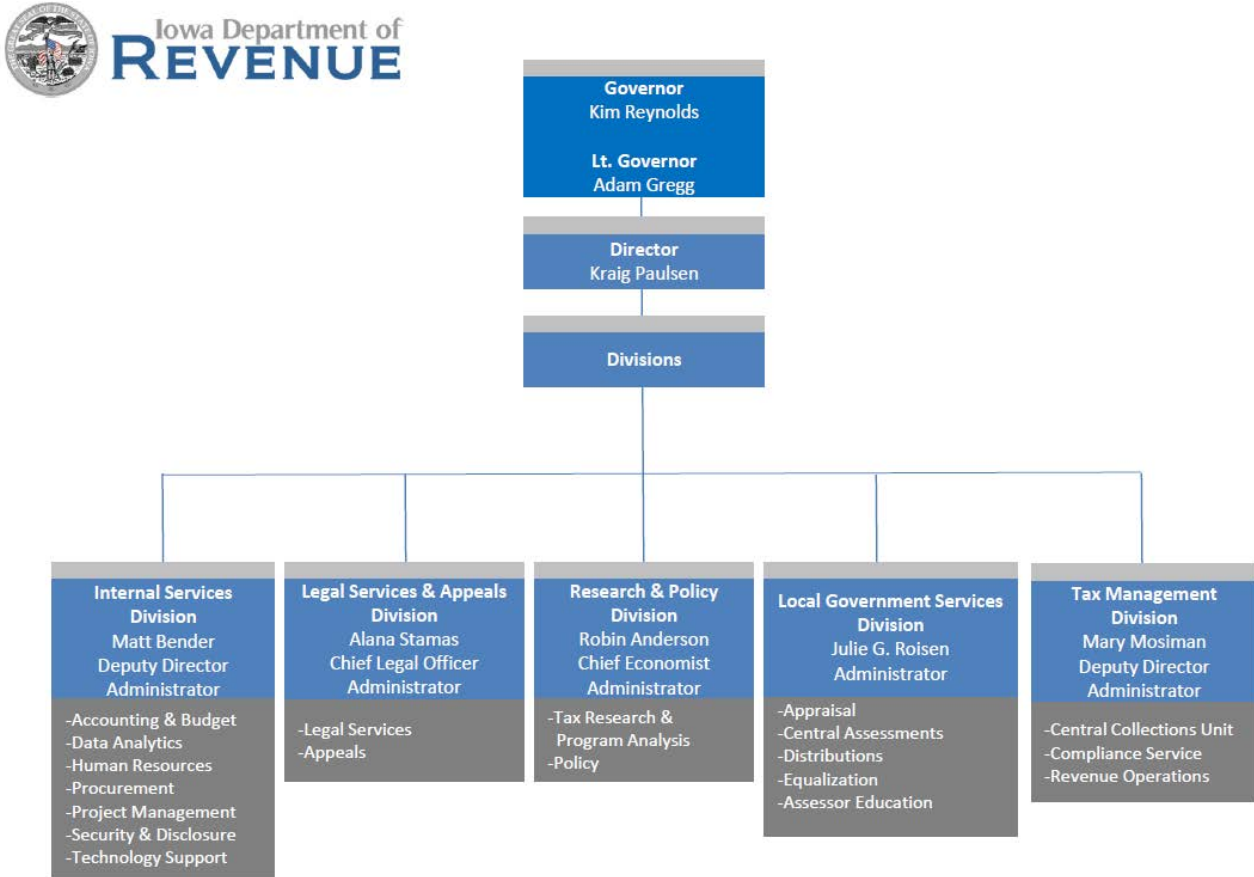 Iowa Department of
REVENUE
Governor
Kim Reynolds
Lt. Governor
Adam Gregg
Director
Kraig Paulsen
Divisions
Internal Services
Division
Matt Bender
Deputy Director
Administrator
-Accounting & Budget
-Data Analytics
-Human Resources
-Procurement
-Project Management
-Security & Disclosure
-Technology Support
Legal Services & Appeals
Division
Alana Stamas
Chief Legal Officer
Administrator
-Legal Services
-Appeals
Research & Policy
Division
Robin Anderson
Chief Economist
Administrator
-Tax Research &
Program Analysis
-Policy
Local Government Services
Division
Julie G. Roisen
Administrator
-Appraisal
-Central Assessments
-Distributions
-Equalization
-Assessor Education
Tax Management
Division
Mary Mosiman
Deputy Director
Administrator
-Central Collections Unit
-Compliance Service
-Revenue Operations